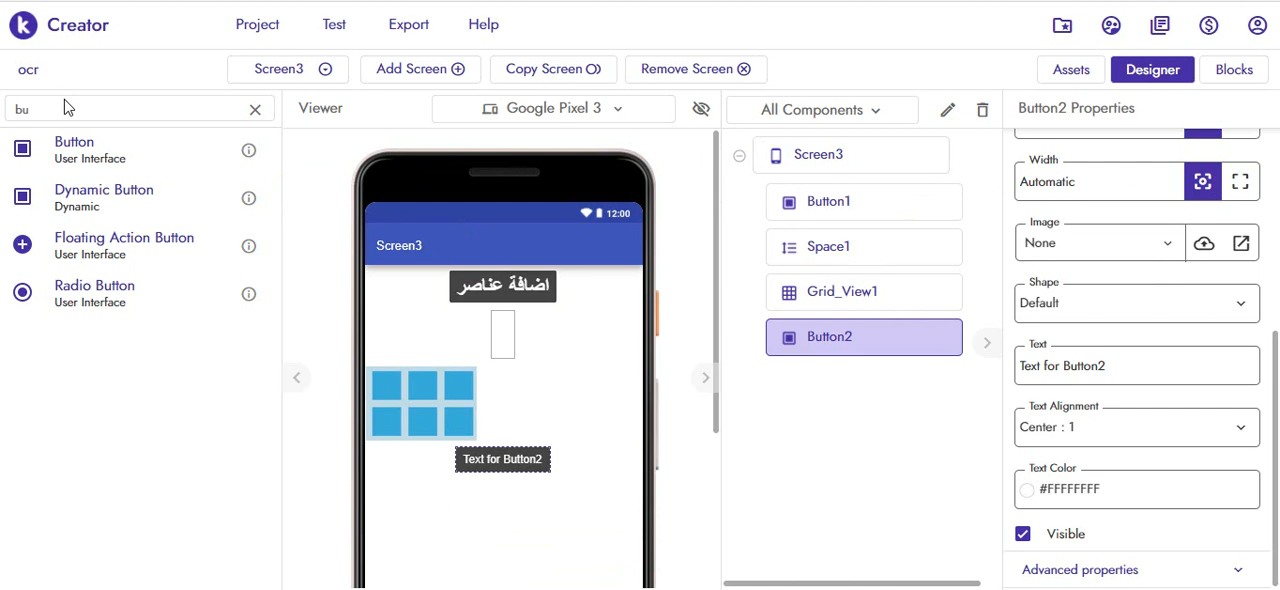 k Creator
Project Test Export Help
ocr
Screen3 Add Screen Copy Screen Remove Screen
Assets Designer Blocks
bu
Viewer Google Pixel 3
All Components
Button2 Properties
Button
User Interface
Dynamic Button
Dynamic
Floating Action Button
User Interface
Radio Button
User Interface
12:00
Screen3
اضافة عناصر
Text for Button2
Screen3
Button1
Space1
Grid_View1
Button2
Width
Automatic
Image
None
Shape
Default
Text
Text for Button2
Text Alignment
Center : 1
Text Color
#FFFFFFFF
Visible
Advanced properties